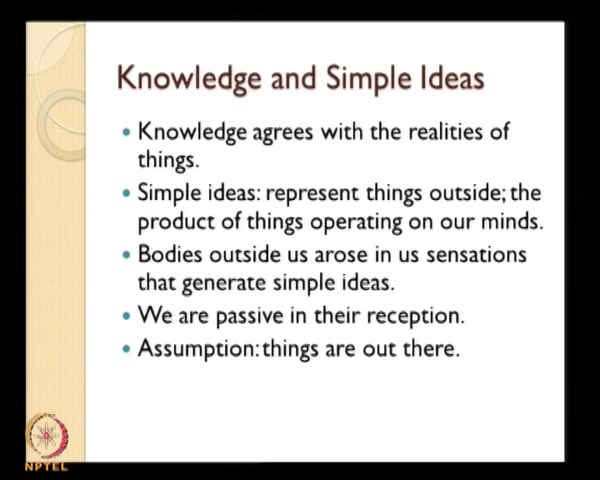 Knowledge and Simple Ideas
• Knowledge agrees with the realities of
things.
• Simple ideas: represent things outside; the
product of things operating on our minds.
• Bodies outside us arose in us sensations
that generate simple ideas.
• We are passive in their reception.
• Assumption: things are out there.
NPTEL